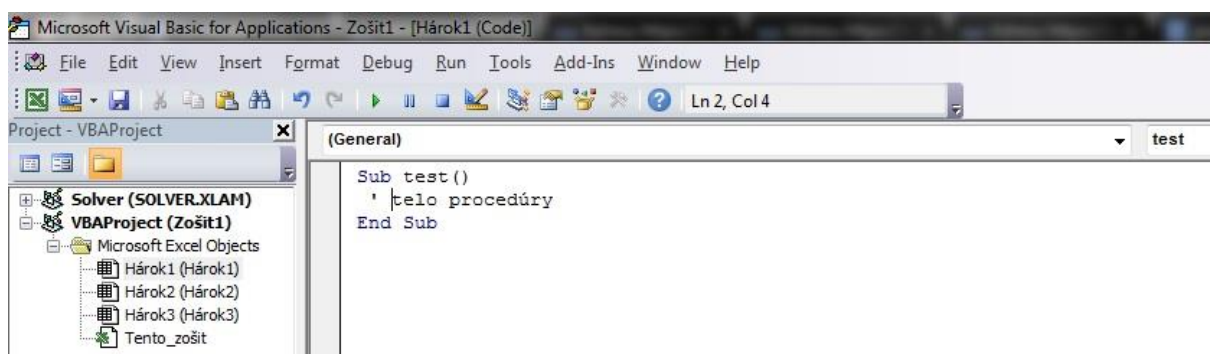 Microsoft Visual Basic for Applications - Zošit1 - [Hárok1 (Code)]
File Edit View Insert Format Debug Run Tools Add-Ins Window Help
Ln 2, Col 4
Project - VBAProject
(General)
test
Solver (SOLVER.XLAM)
VBAProject (Zošit1)
Microsoft Excel Objects
Hárok1 (Hárok1)
Hárok2 (Hárok2)
Hárok3 (Hárok3)
Tento_zošit
Sub test()
' telo procedúry
End Sub